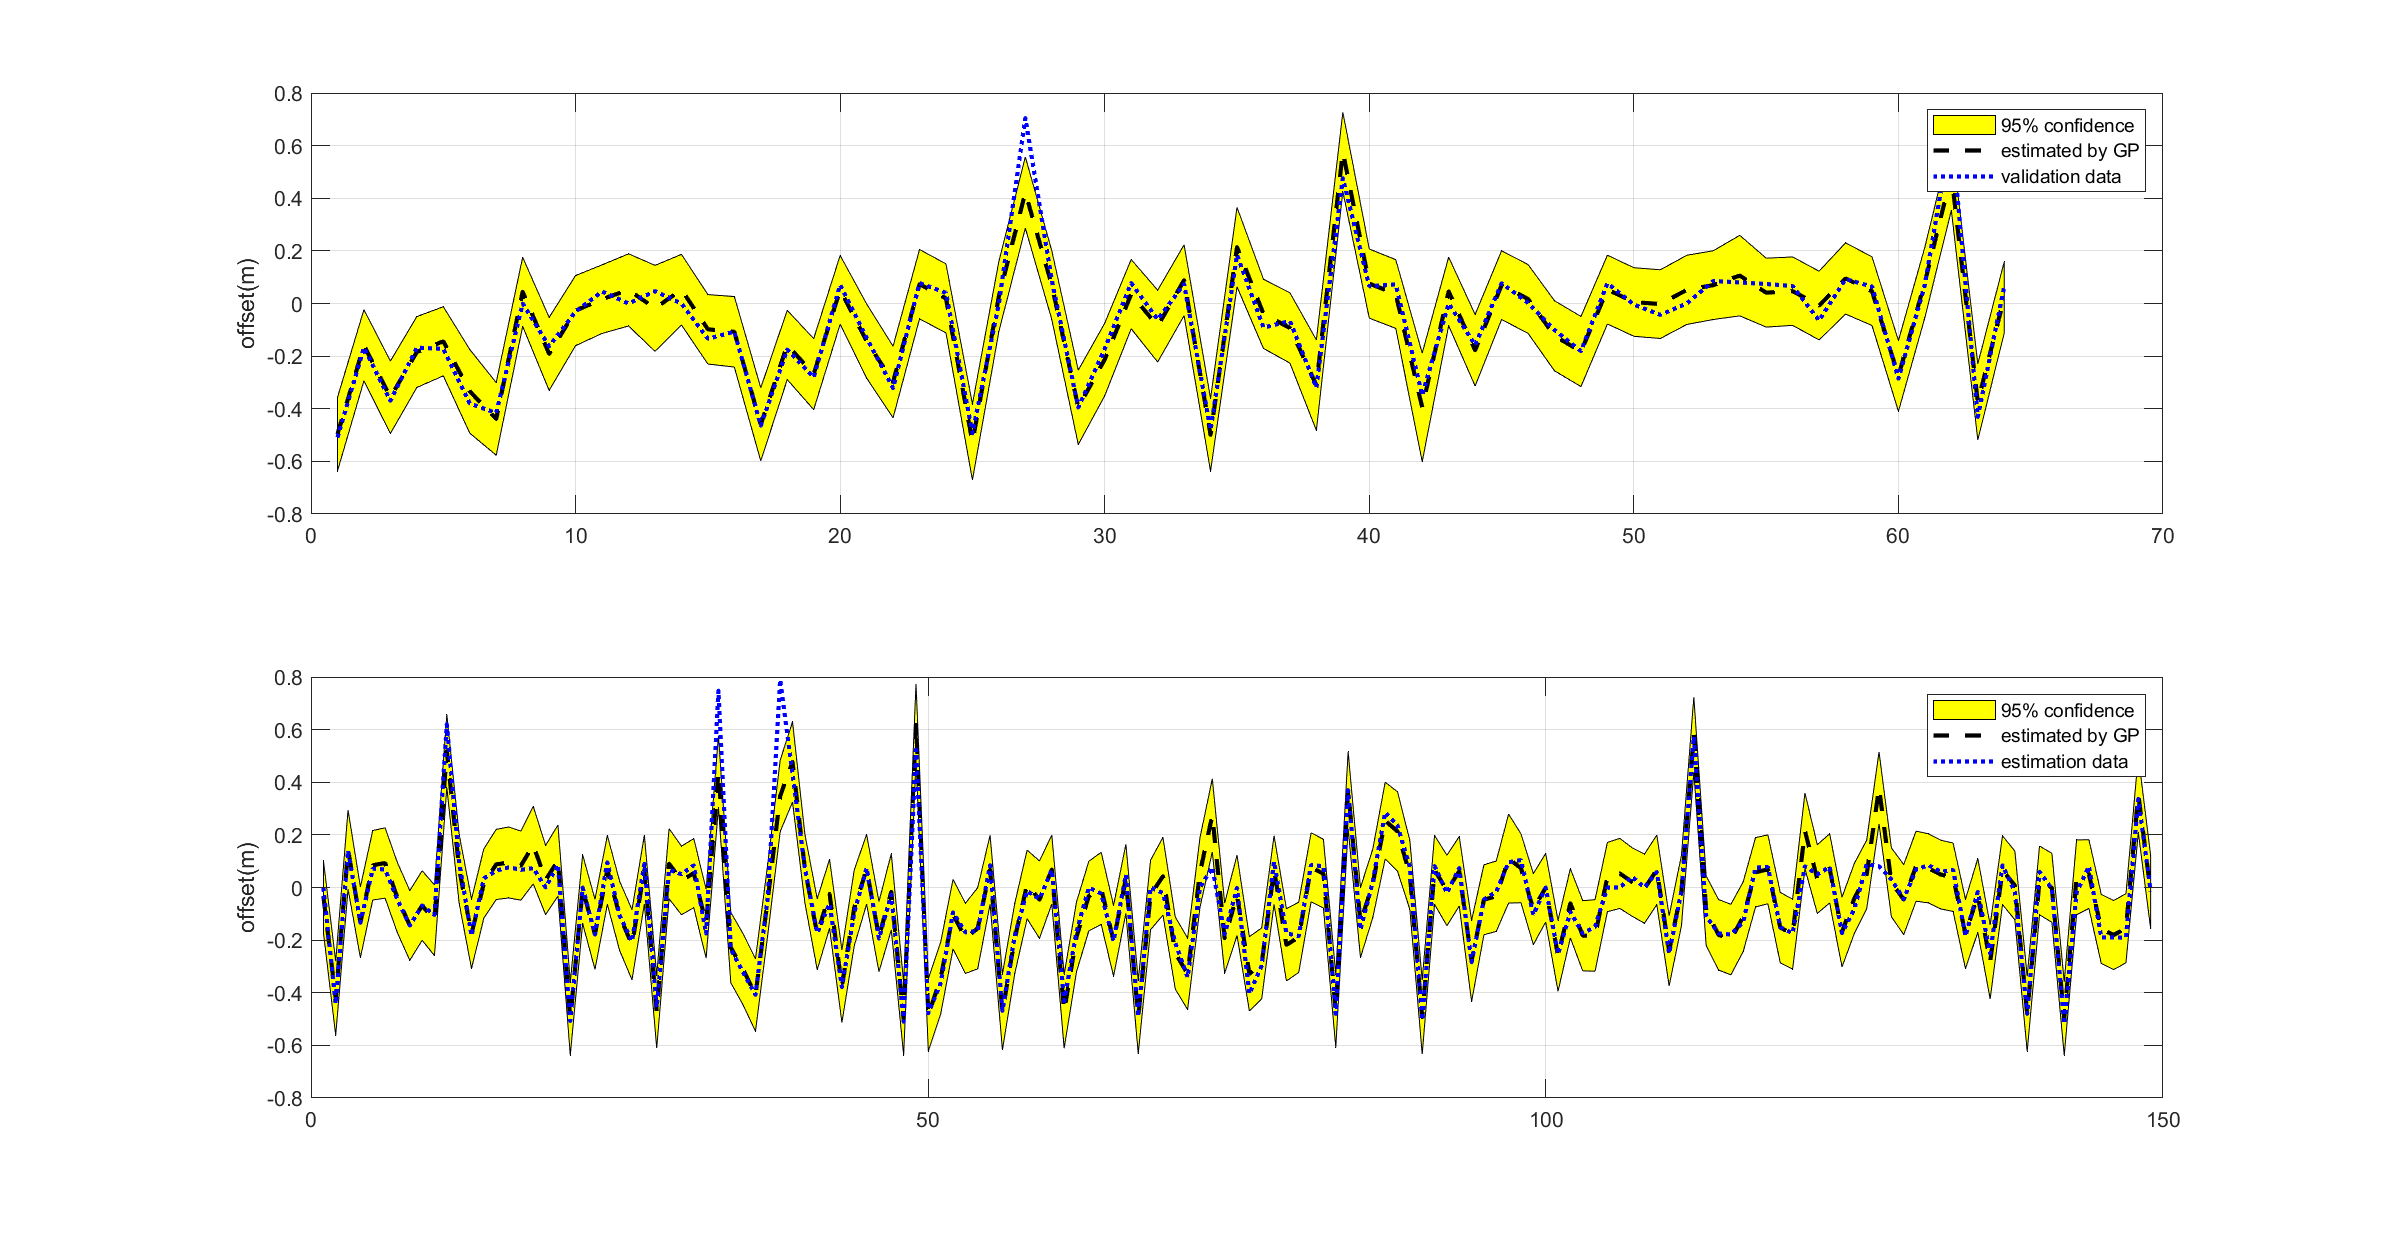 0.8
0.6
0.4
0.2
0
-0.2
-0.4
-0.6
-0.8
offset(m)
0 10 20 30 40 50 60 70
95% confidence
estimated by GP
validation data
0.8
0.6
0.4
0.2
0
-0.2
-0.4
-0.6
-0.8
offset(m)
0 50 100 150
95% confidence
estimated by GP
estimation data